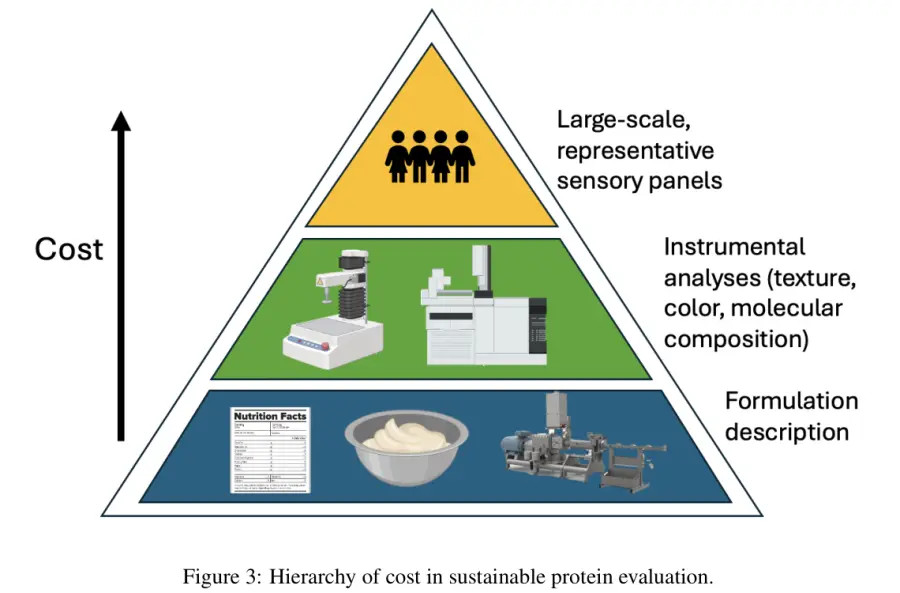 Large-scale,
representative
sensory panels
Cost
Instrumental
analyses (texture,
color, molecular
composition)
Formulation
description
Nutrition Facts
Figure 3: Hierarchy of cost in sustainable protein evaluation.